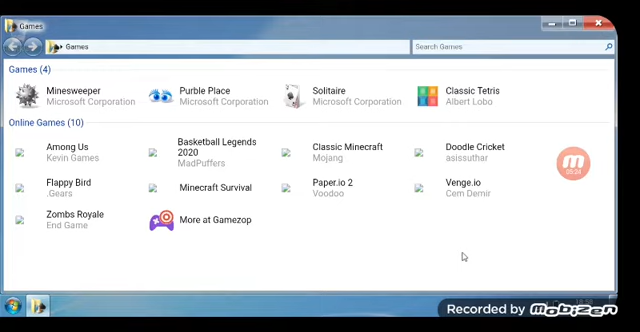 Games
Games
Search Games
Games (4)
Minesweeper
Microsoft Corporation
Purble Place
Microsoft Corporation
Solitaire
Microsoft Corporation
Classic Tetris
Albert Lobo
Online Games (10)
Among Us
Kevin Games
Basketball Legends
2020
MadPuffers
Classic Minecraft
Mojang
Doodle Cricket
asissuthar
Flappy Bird
.Gears
Minecraft Survival
Paper.io 2
Voodoo
Venge.io
Cem Demir
Zombs Royale
End Game
More at Gamezop
Recorded by Mobizen